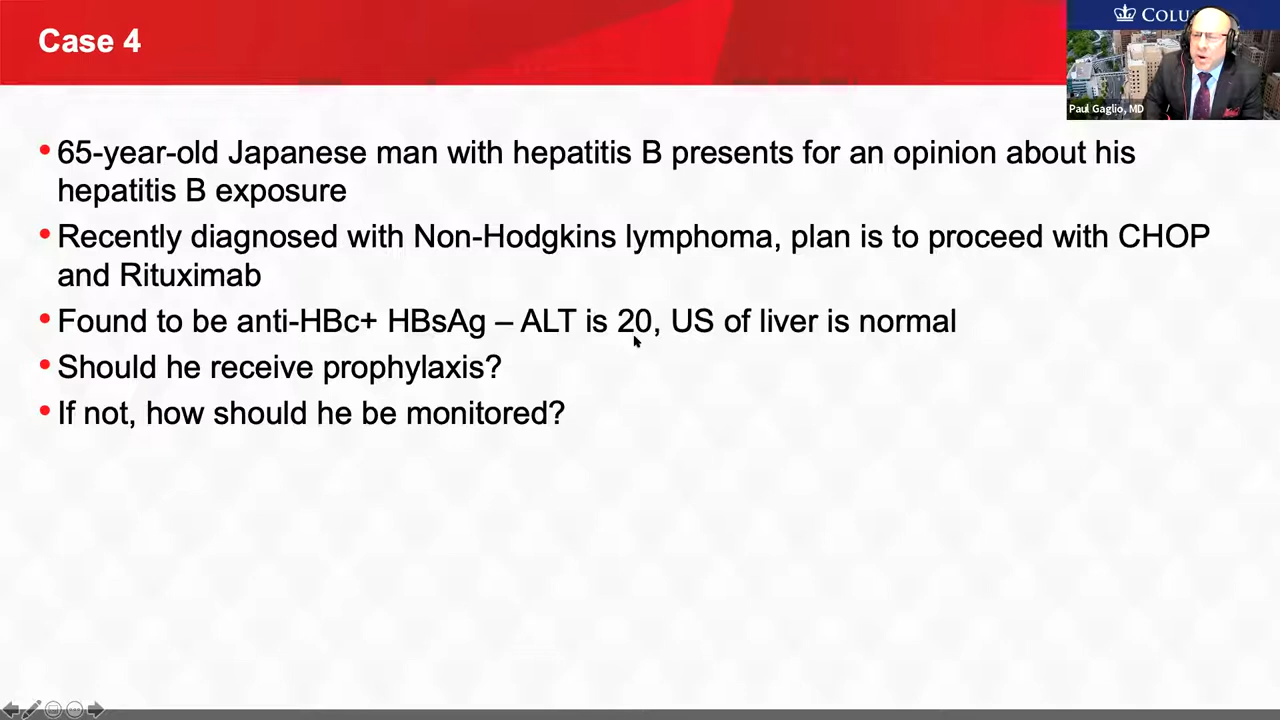 Case 4
COLU
Paul Gaglio, MD
• 65-year-old Japanese man with hepatitis B presents for an opinion about his
hepatitis B exposure
• Recently diagnosed with Non-Hodgkins lymphoma, plan is to proceed with CHOP
and Rituximab
• Found to be anti-HBc+ HBsAg – ALT is 20, US of liver is normal
• Should he receive prophylaxis?
• If not, how should he be monitored?